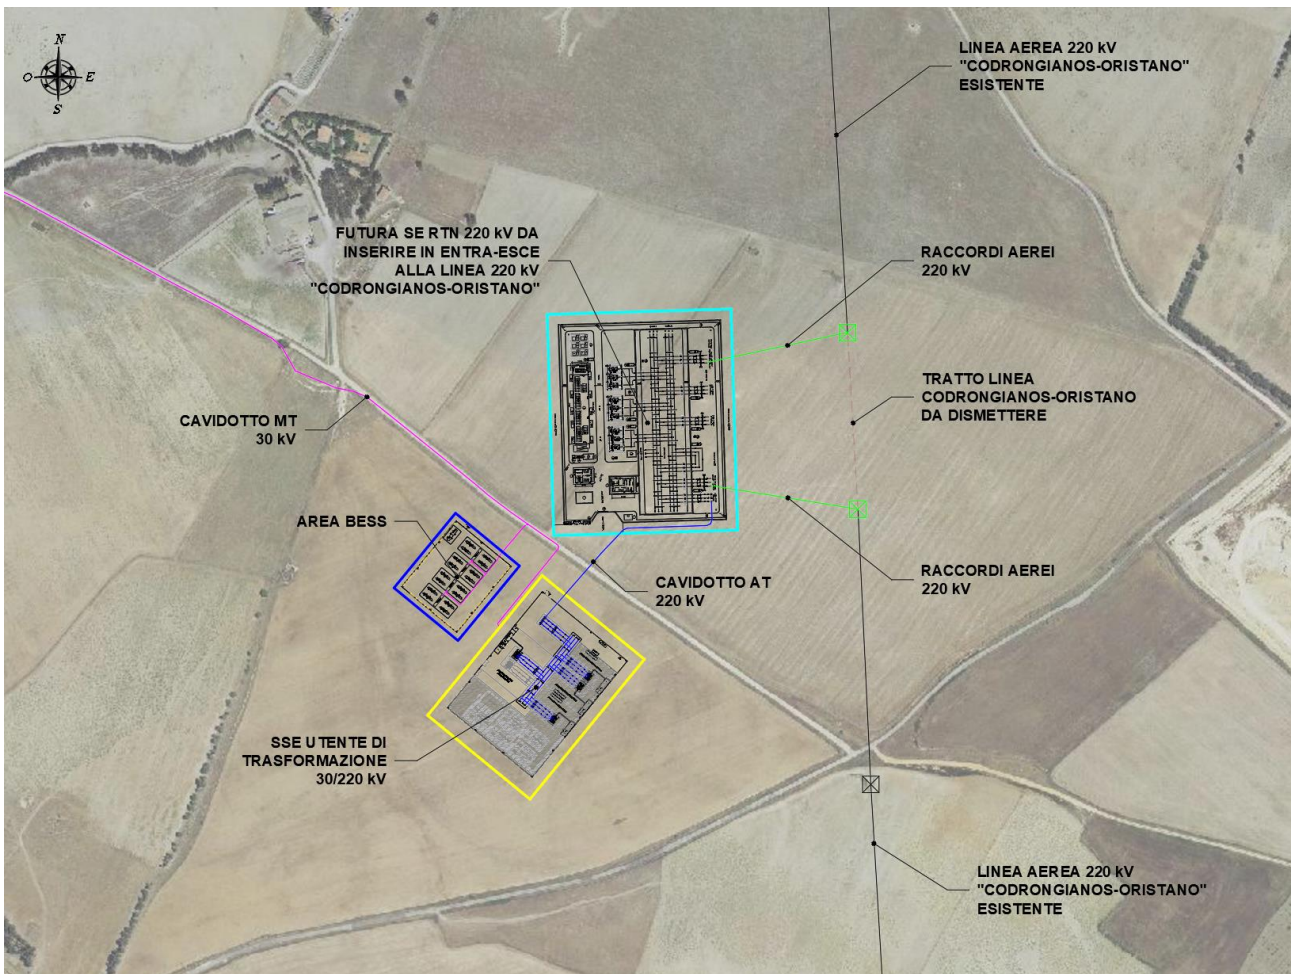 N
O
E
S
LINEA AEREA 220 kV
"CODRONGIANOS-ORISTANO"
ESISTENTE
FUTURA SE RTN 220 kV DA
INSERIRE IN ENTRA-ESCE
ALLA LINEA 220 kV
"CODRONGIANOS-ORISTANO"
RACCORDI AEREI
220 kV
TRATTO LINEA
CODRONGIANOS-ORISTANO
DA DISMETTERE
CAVIDOTTO MT
30 kV
AREA BESS
CAVIDOTTO AT
220 kV
RACCORDI AEREI
220 kV
SSE UTENTE DI
TRASFORMAZIONE
30/220 kV
LINEA AEREA 220 kV
"CODRONGIANOS-ORISTANO"
ESISTENTE